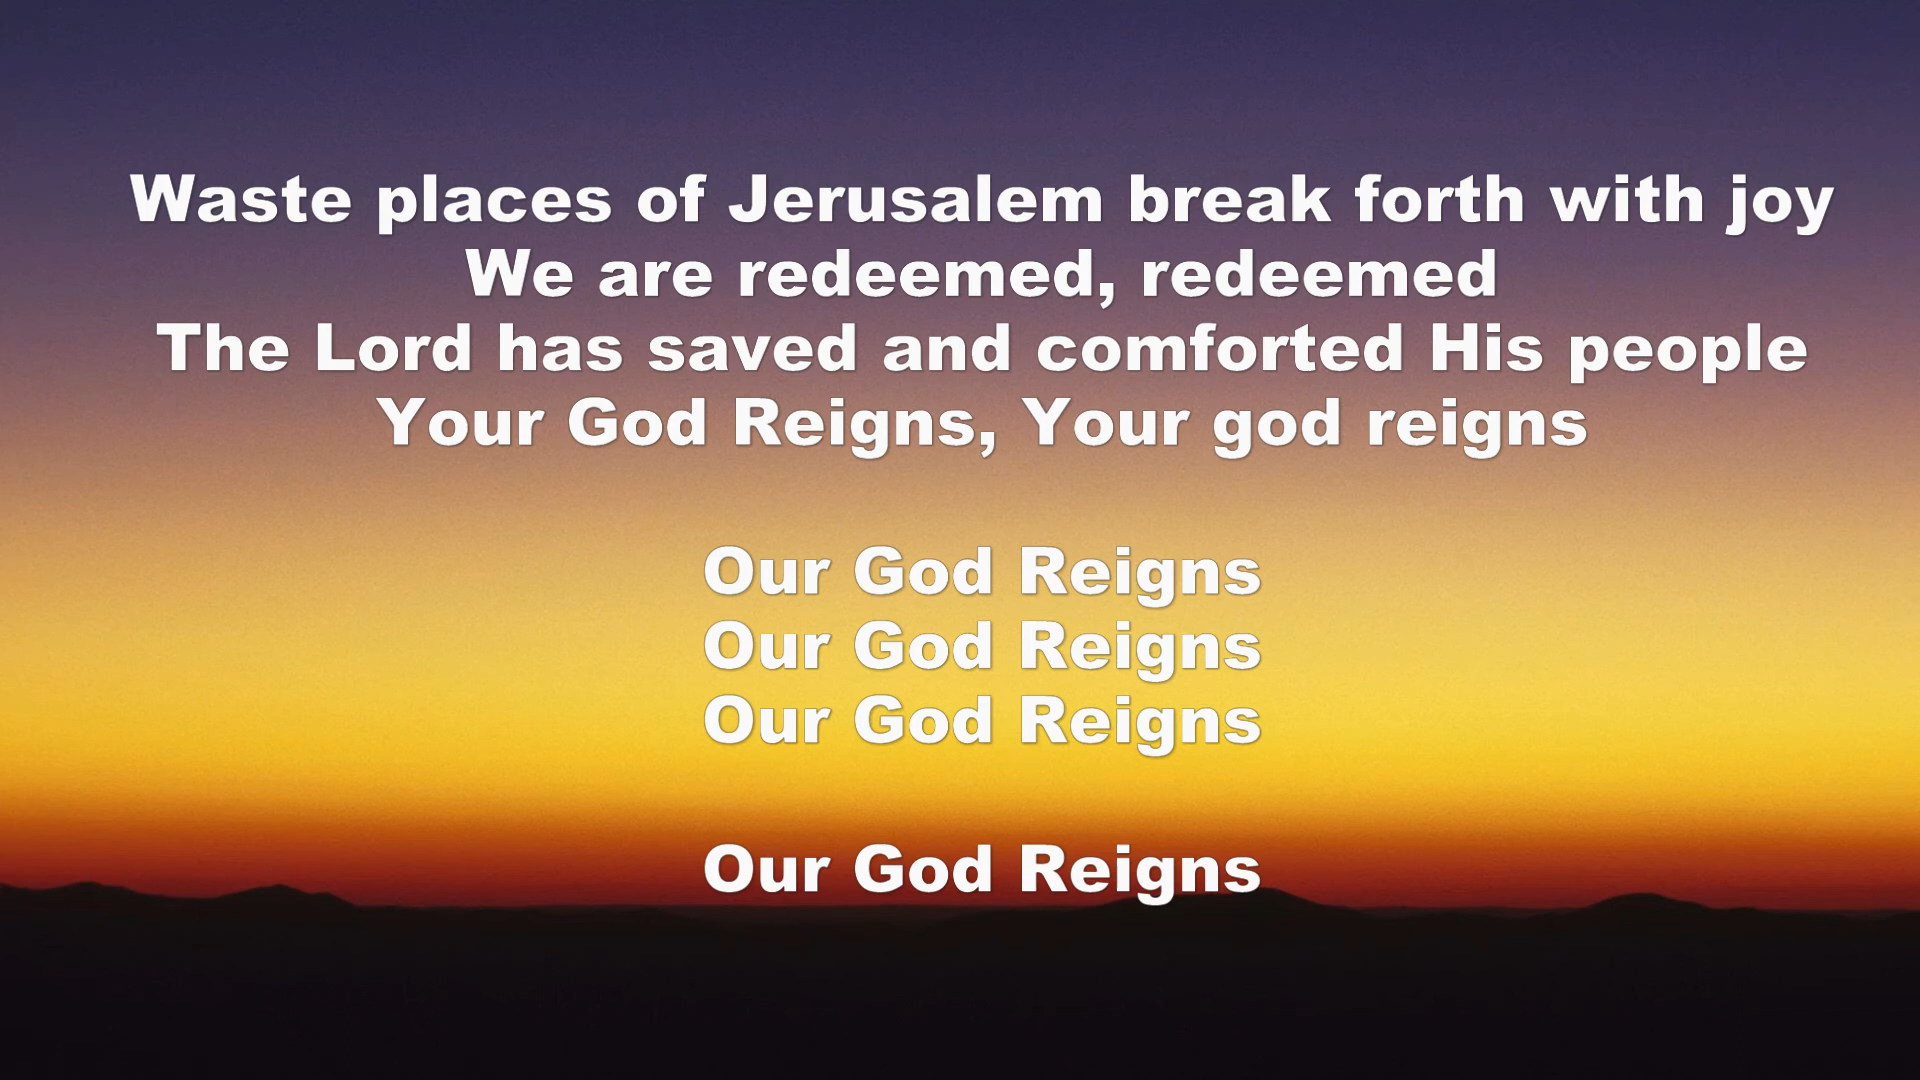 Waste places of Jerusalem break forth with joy
We are redeemed, redeemed
The Lord has saved and comforted His people
Your God Reigns, Your god reigns
Our God Reigns
Our God Reigns
Our God Reigns
Our God Reigns